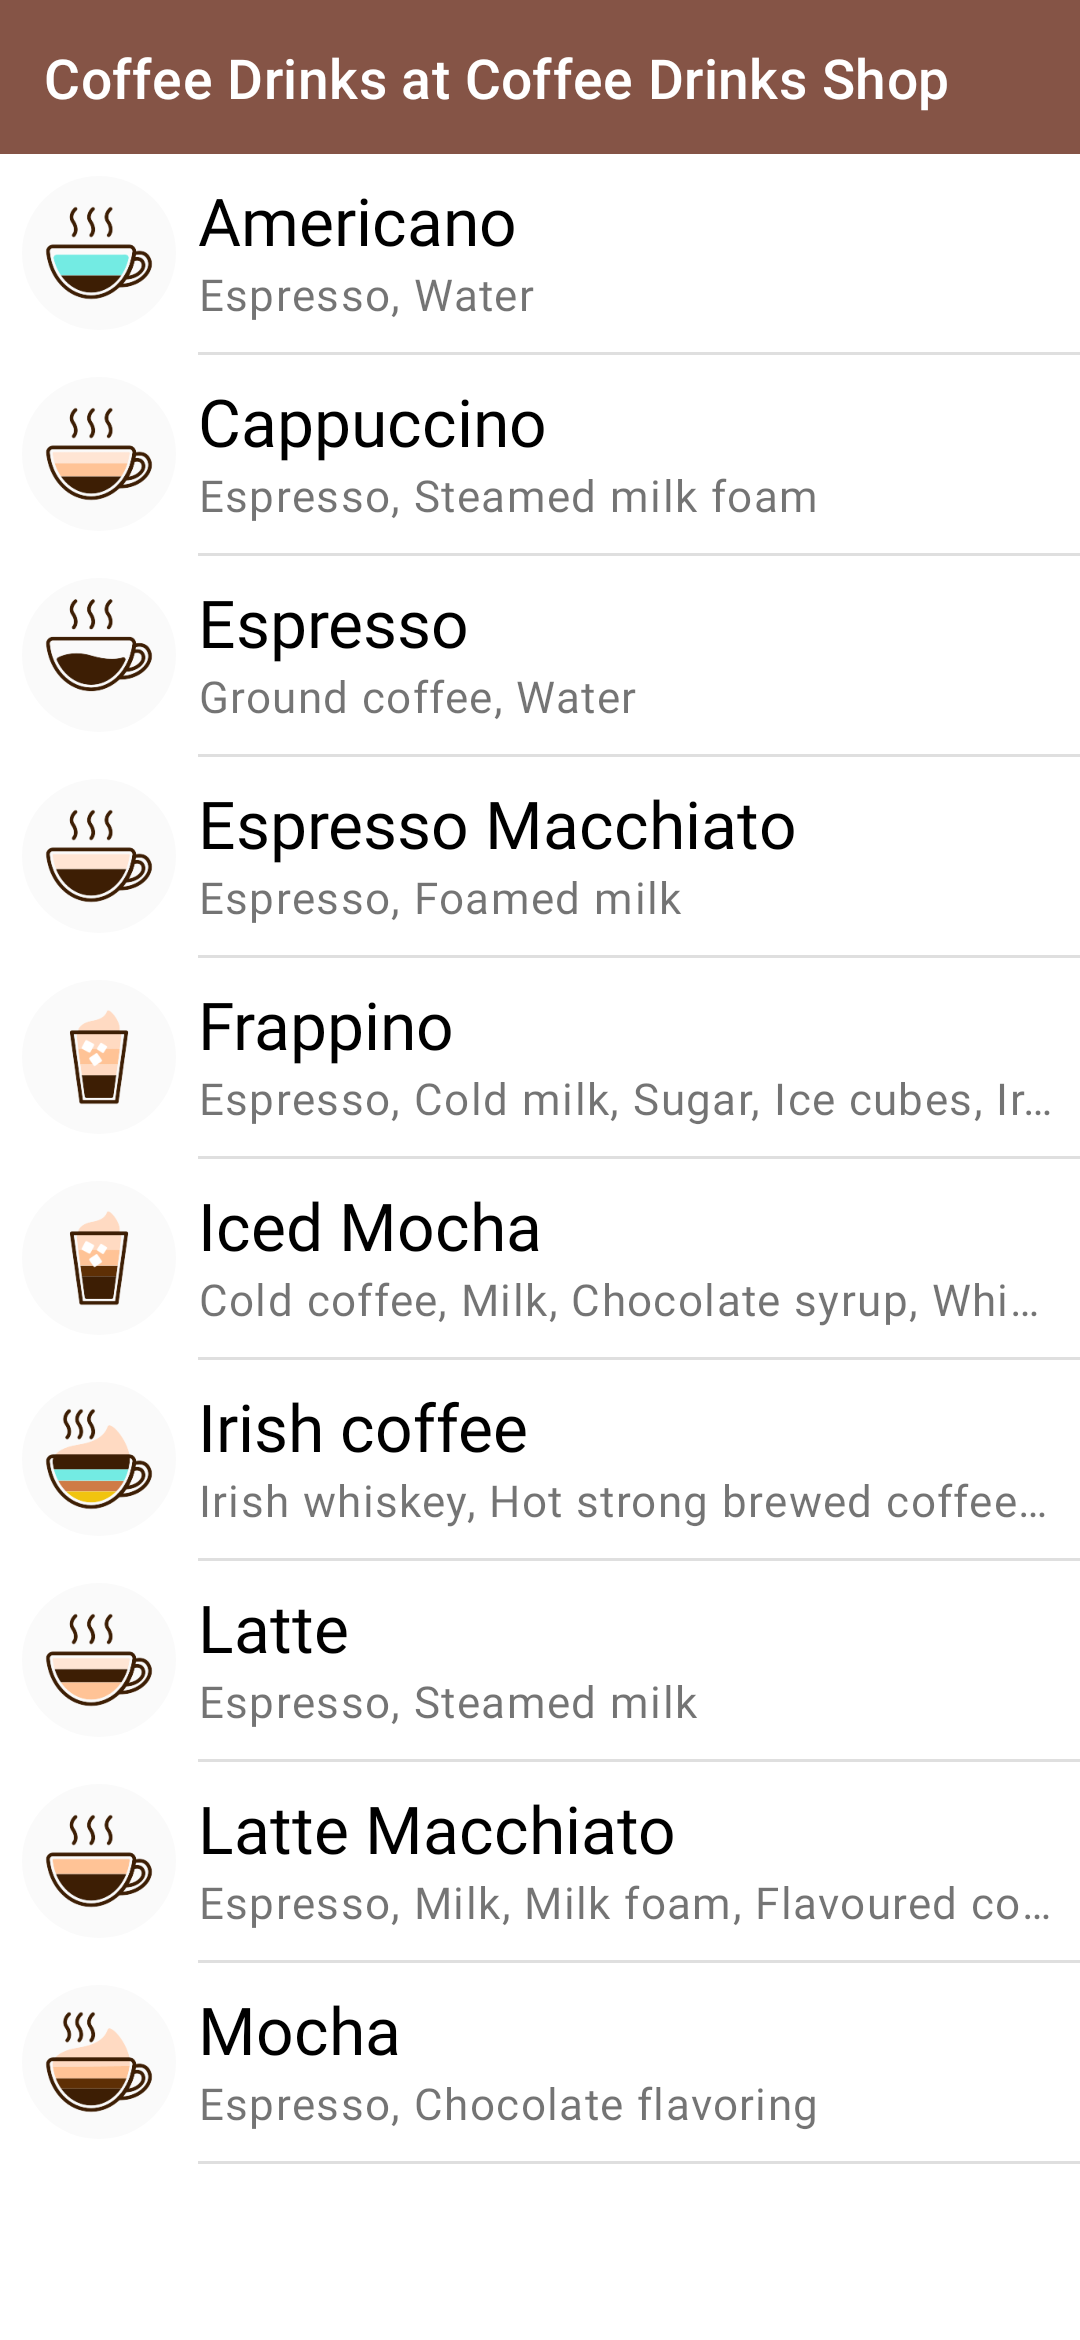 Coffee Drinks at Coffee Drinks Shop
Americano
Espresso, Water
Cappuccino
Espresso, Steamed milk foam
Espresso
Ground coffee, Water
Espresso Macchiato
Espresso, Foamed milk
Frappino
Espresso, Cold milk, Sugar, Ice cubes, Ir...
Iced Mocha
Cold coffee, Milk, Chocolate syrup, Whi...
Irish coffee
Irish whiskey, Hot strong brewed coffee...
Latte
Espresso, Steamed milk
Latte Macchiato
Espresso, Milk, Milk foam, Flavoured co...
Mocha
Espresso, Chocolate flavoring